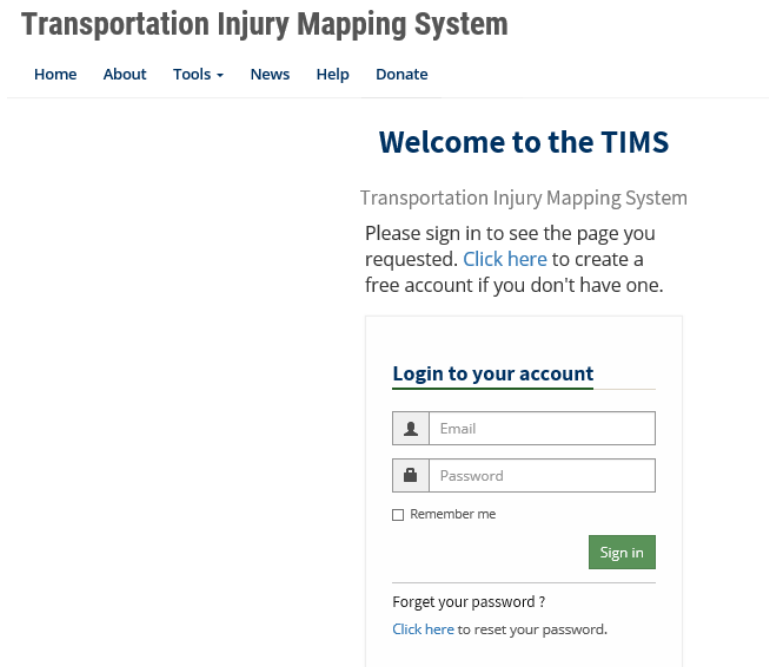 Transportation Injury Mapping System
Home About Tools News Help Donate
Welcome to the TIMS
Transportation Injury Mapping System
Please sign in to see the page you
requested. Click here to create a
free account if you don't have one.
Login to your account
Email
Password
Remember me
Sign in
Forget your password ?
Click here to reset your password.